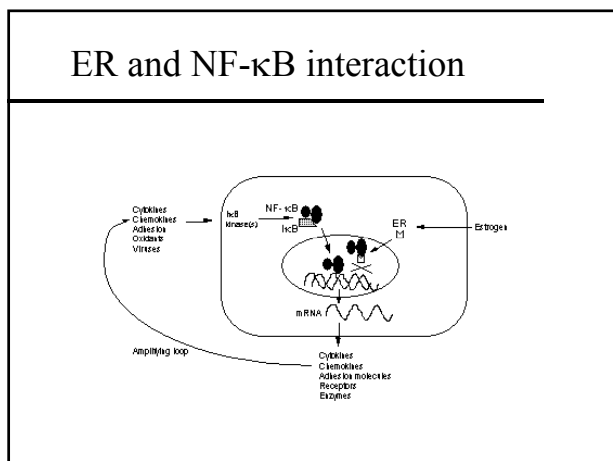 ER and NF-κB interaction
Cytokines
Chemokines
Adhesion
Oxidants
Viruses
IκB
kinase(s)
NF-κB
IκB
ER
M
Estrogen
mRNA
Amplifying loop
Cytokines
Chemokines
Adhesion molecules
Receptors
Enzymes